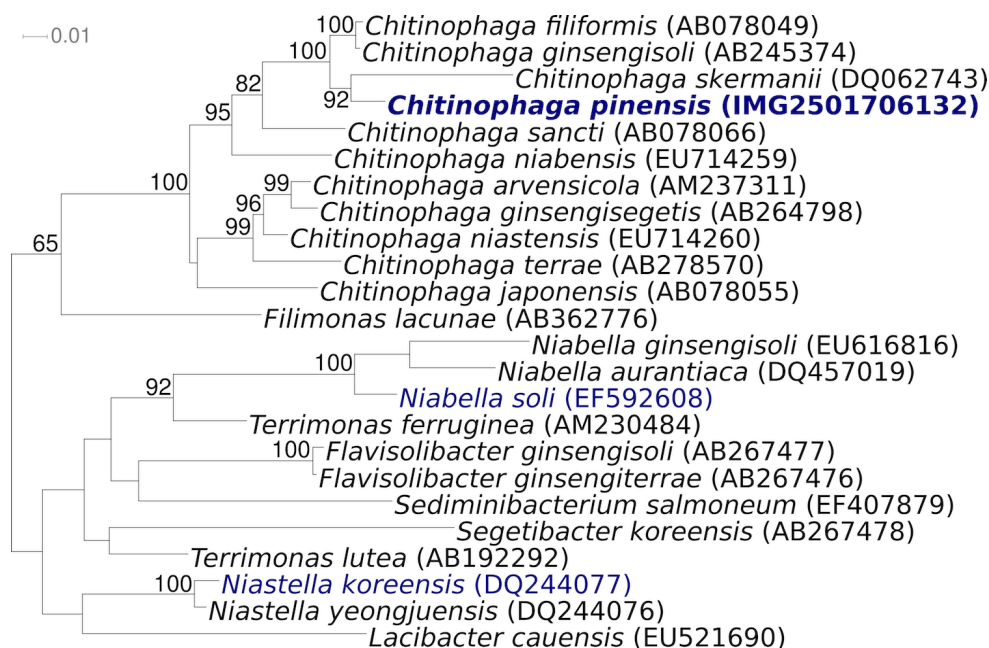 0.01
100
Chitinophaga filiformis (AB078049)
100
Chitinophaga ginsengisoli (AB245374)
82
Chitinophaga skermanii (DQ062743)
92
Chitinophaga pinensis (IMG2501706132)
95
Chitinophaga sancti (AB078066)
Chitinophaga niabensis (EU714259)
100
99
Chitinophaga arvensicola (AM237311)
96
Chitinophaga ginsengisegetis (AB264798)
99
Chitinophaga niastensis (EU714260)
65
Chitinophaga terrae (AB278570)
Chitinophaga japonensis (AB078055)
Filimonas lacunae (AB362776)
Niabella ginsengisoli (EU616816)
100
Niabella aurantiaca (DQ457019)
92
Niabella soli (EF592608)
Terrimonas ferruginea (AM230484)
100
Flavisolibacter ginsengisoli (AB267477)
Flavisolibacter ginsengiterrae (AB267476)
Sediminibacterium salmoneum (EF407879)
Segetibacter koreensis (AB267478)
Terrimonas lutea (AB192292)
100
Niastella koreensis (DQ244077)
Niastella yeongjuensis (DQ244076)
Lacibacter cauensis (EU521690)